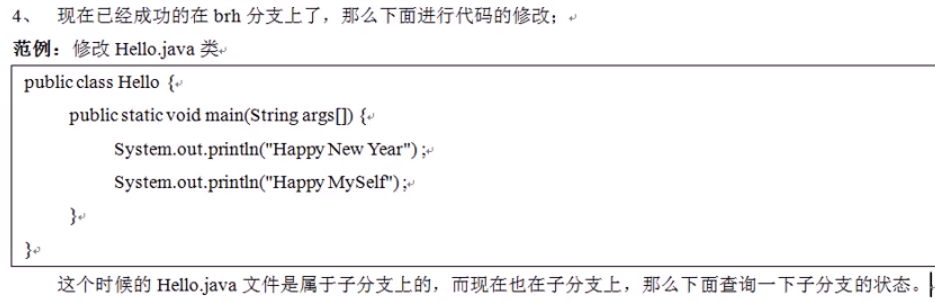 4、 现在已经成功的在 brh 分支上了，那么下面进行代码的修改；
范例：修改 Hello.java 类
public class Hello {
public static void main(String args[]) {
System.out.println("Happy New Year") ;
System.out.println("Happy MySelf") ;
}
}
这个时候的 Hello.java 文件是属于子分支上的，而现在也在子分支上，那么下面查询一下子分支的状态。